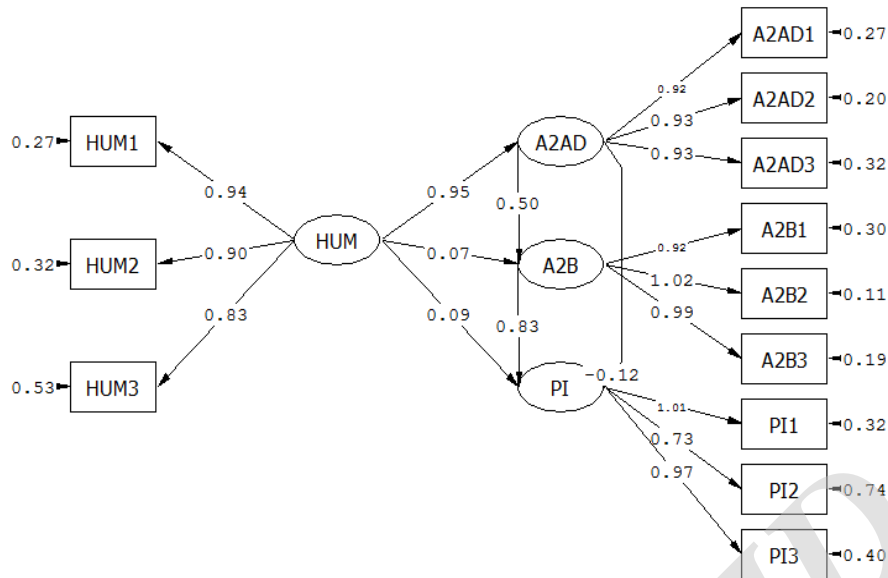 A2AD1
0.27
0.92
A2AD2
0.20
0.93
0.27
HUM1
A2AD
0.93
A2AD3
0.32
0.94
0.95
0.50
A2B1
0.30
0.92
HUM
0.90
0.07
0.32
HUM2
A2B
1.02
A2B2
0.11
0.83
0.09
0.83
0.99
A2B3
0.19
-0.12
0.53
HUM3
PI
1.01
PI1
0.32
0.73
0.97
PI2
0.74
PI3
0.40